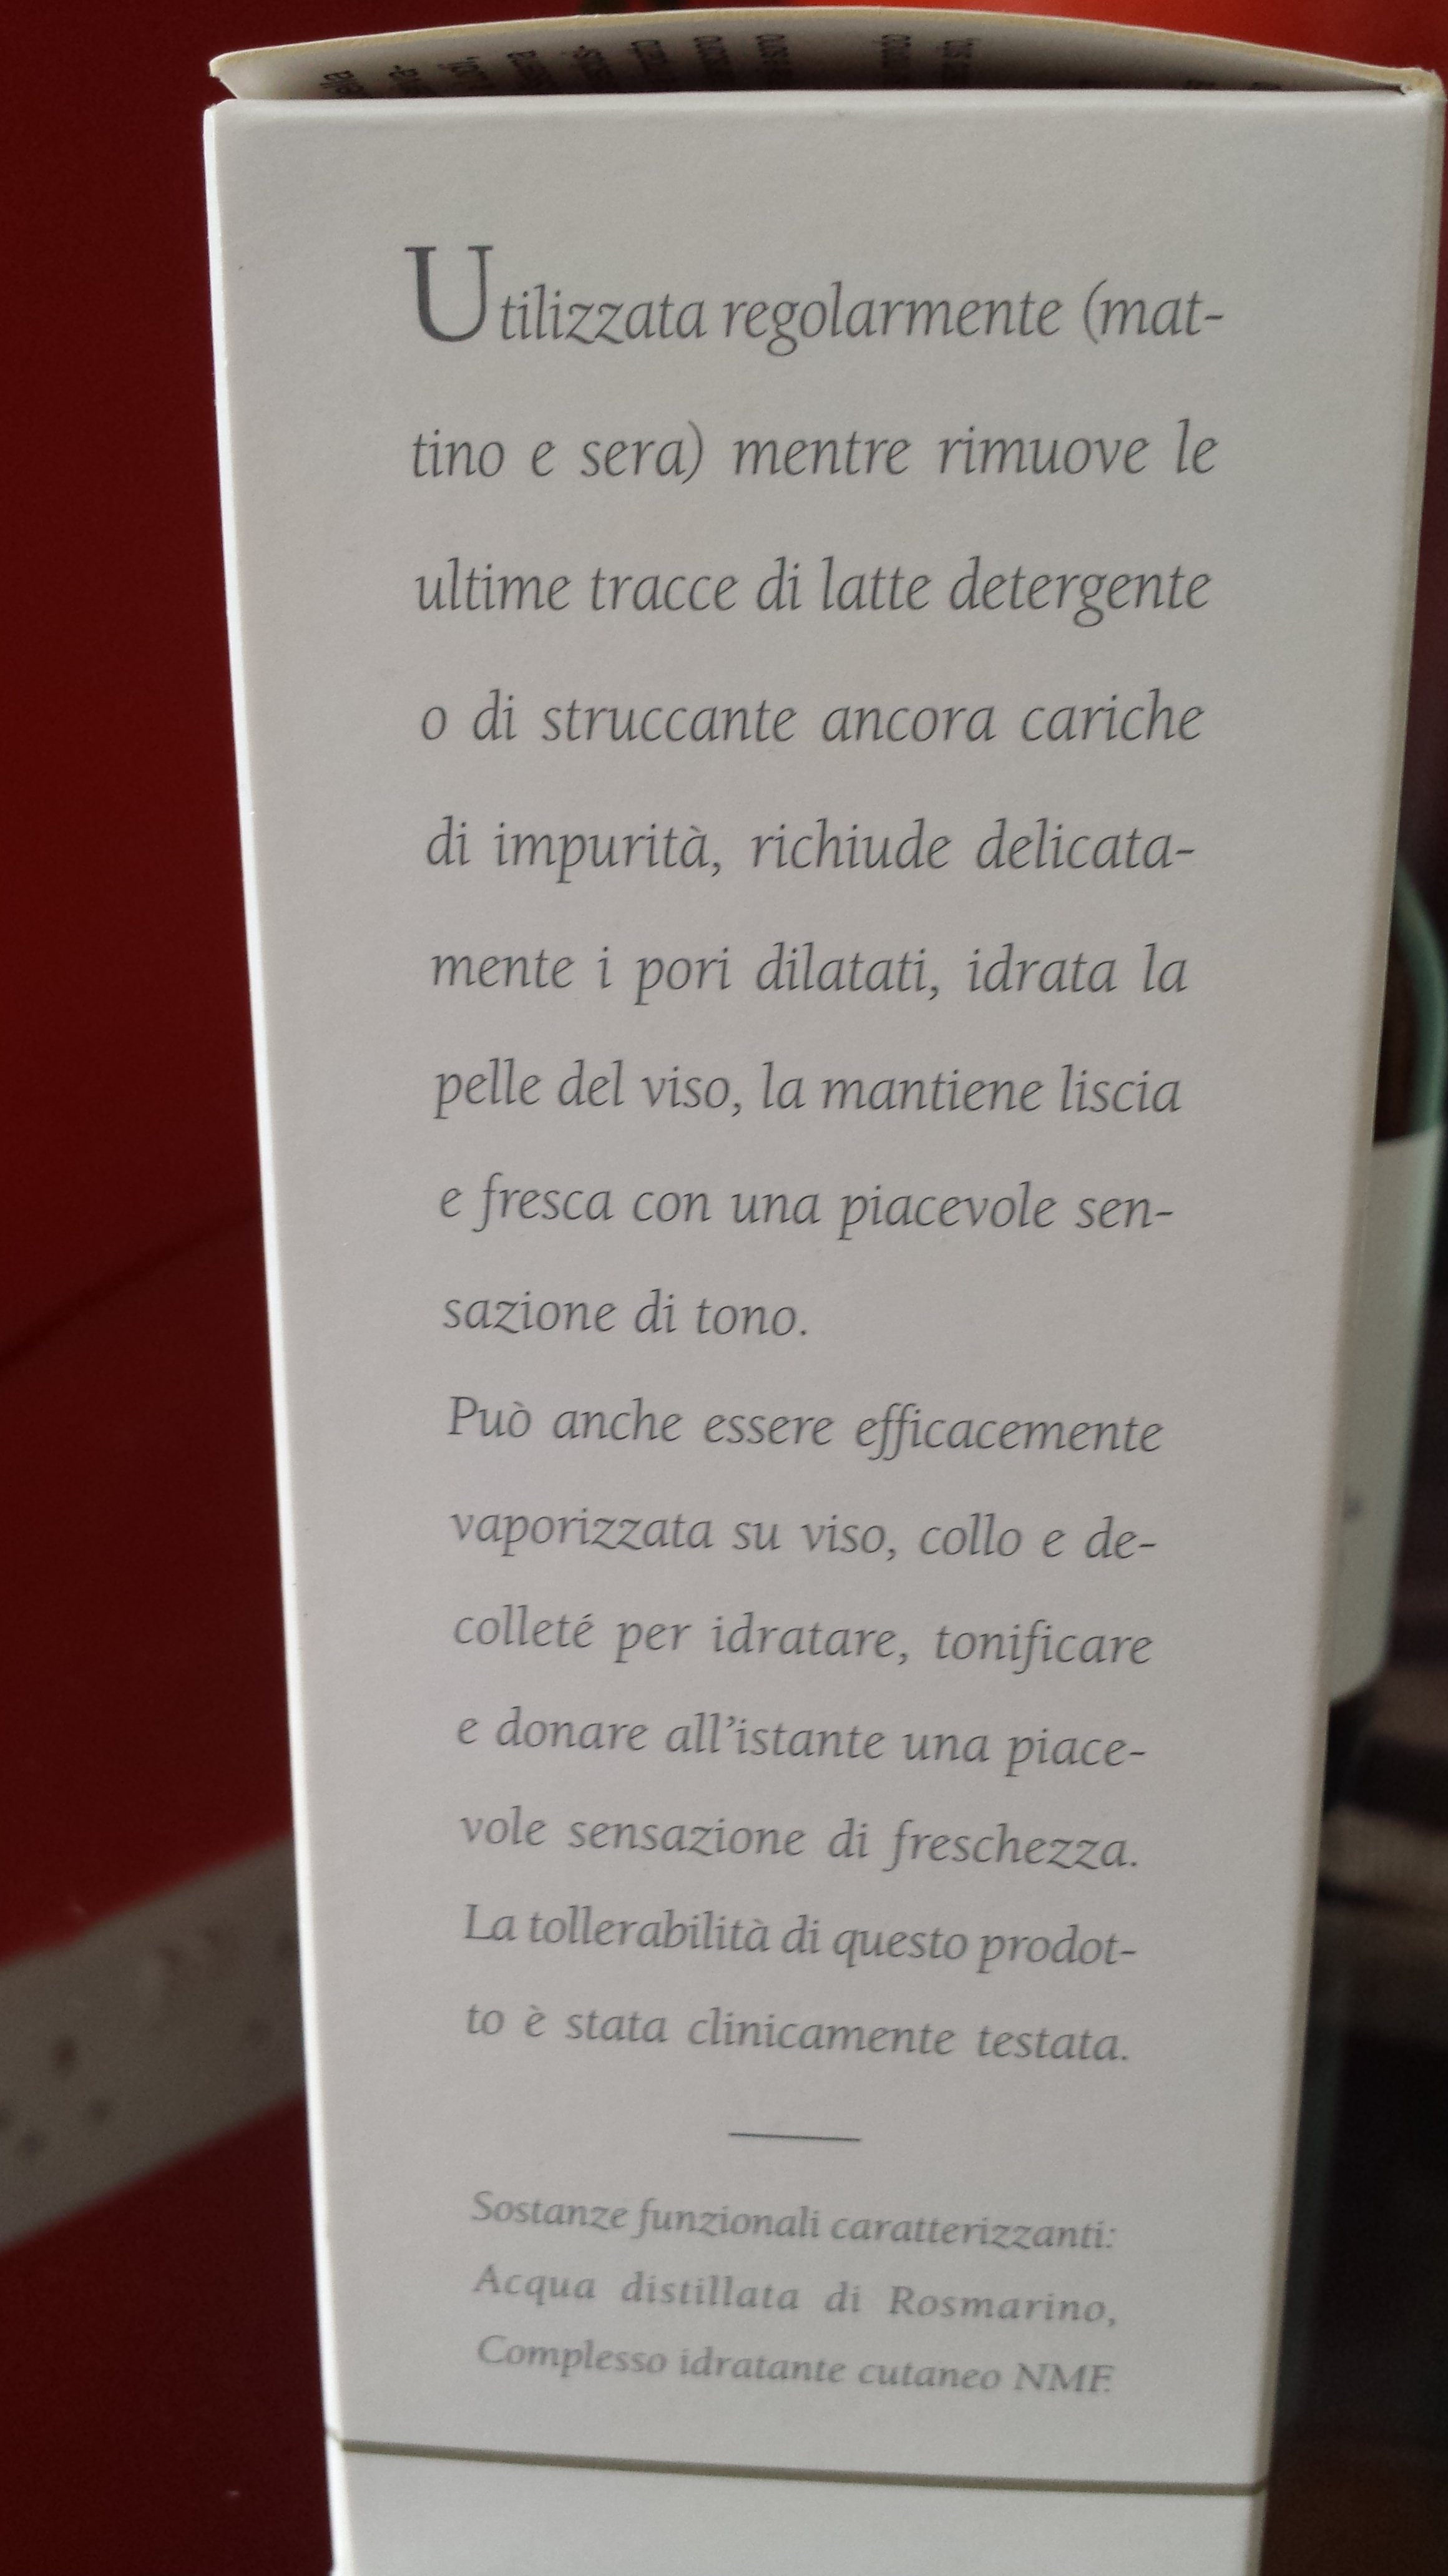 Utilizzata regolarmente (mat-
tino e sera) mentre rimuove le
ultime tracce di latte detergente
o di struccante ancora cariche
di impurità, richiude delicata-
mente i pori dilatati, idrata la
pelle del viso, la mantiene liscia
e fresca con una piacevole sen-
sazione di tono.
Può anche essere efficacemente
vaporizzata su viso, collo e de-
colleté per idratare, tonificare
e donare all'istante una piace-
vole sensazione di freschezza.
La tollerabilità di questo prodot-
to è stata clinicamente testata.
Sostanze funzionali caratterizzanti:
Acqua distillata di Rosmarino,
Complesso idratante cutaneo NMF.